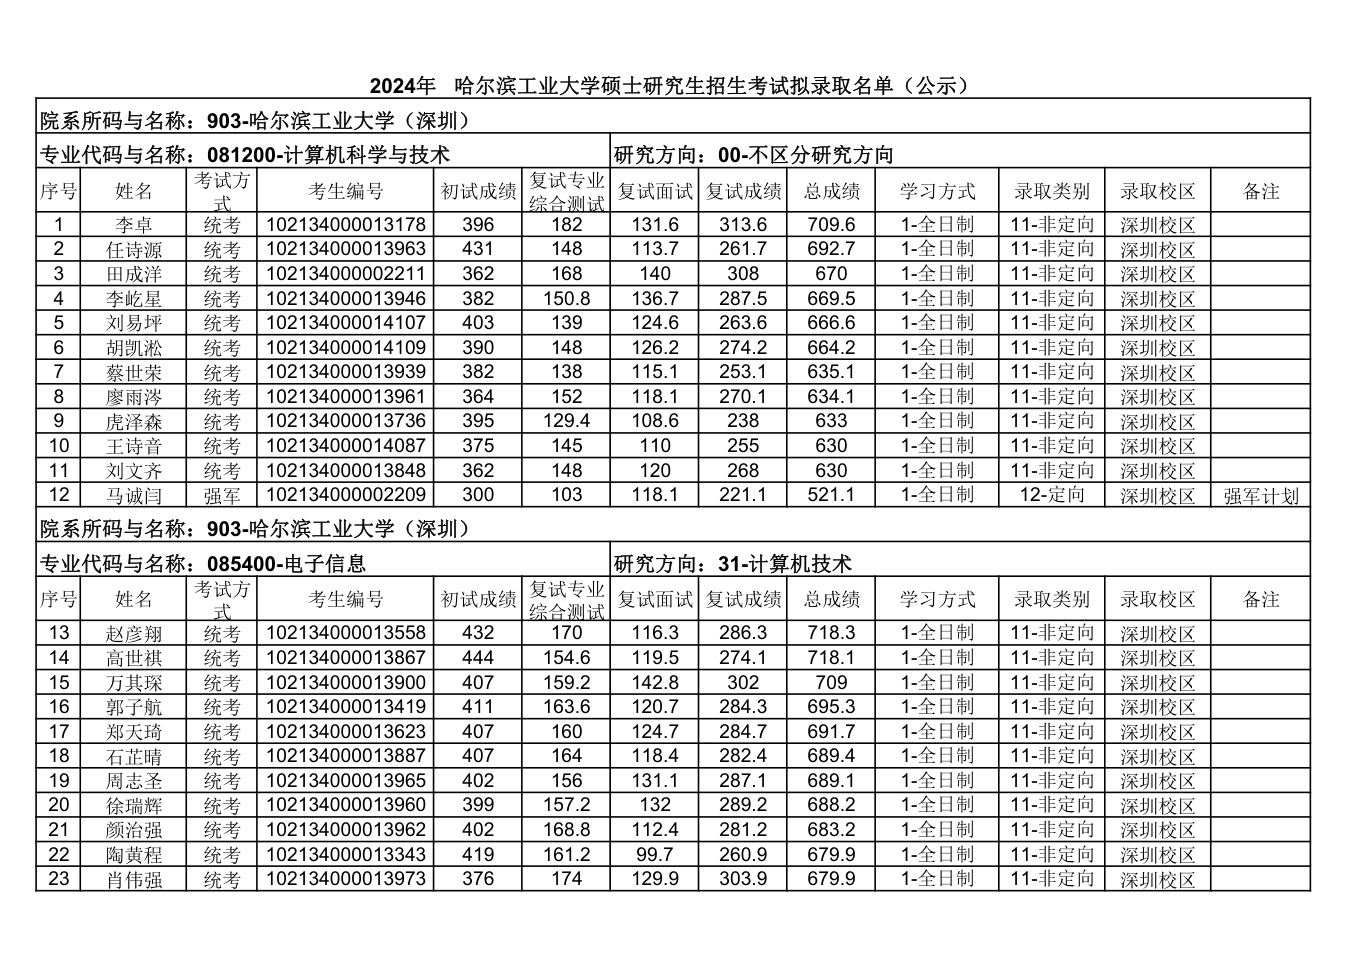 2024年 哈尔滨工业大学硕士研究生招生考试拟录取名单（公示）
院系所码与名称：903-哈尔滨工业大学（深圳）
专业代码与名称：081200-计算机科学与技术 研究方向：00-不区分研究方向
序号 姓名 考试方式 考生编号 初试成绩 复试专业综合测试 复试面试 复试成绩 总成绩 学习方式 录取类别 录取校区 备注
1 李卓 统考 102134000013178 396 182 131.6 313.6 709.6 1-全日制 11-非定向 深圳校区
2 任诗源 统考 102134000013963 431 148 113.7 261.7 692.7 1-全日制 11-非定向 深圳校区
3 田成洋 统考 102134000002211 362 168 140 308 670 1-全日制 11-非定向 深圳校区
4 李屹星 统考 102134000013946 382 150.8 136.7 287.5 669.5 1-全日制 11-非定向 深圳校区
5 刘易坪 统考 102134000014107 403 139 124.6 263.6 666.6 1-全日制 11-非定向 深圳校区
6 胡凯淞 统考 102134000014109 390 148 126.2 274.2 664.2 1-全日制 11-非定向 深圳校区
7 蔡世荣 统考 102134000013939 382 138 115.1 253.1 635.1 1-全日制 11-非定向 深圳校区
8 廖雨涔 统考 102134000013961 364 152 118.1 270.1 634.1 1-全日制 11-非定向 深圳校区
9 虎泽森 统考 102134000013736 395 129.4 108.6 238 633 1-全日制 11-非定向 深圳校区
10 王诗音 统考 102134000014087 375 145 110 255 630 1-全日制 11-非定向 深圳校区
11 刘文齐 统考 102134000013848 362 148 120 268 630 1-全日制 11-非定向 深圳校区
12 马诚闫 强军 102134000002209 300 103 118.1 221.1 521.1 1-全日制 12-定向 深圳校区 强军计划
院系所码与名称：903-哈尔滨工业大学（深圳）
专业代码与名称：085400-电子信息 研究方向：31-计算机技术
序号 姓名 考试方式 考生编号 初试成绩 复试专业综合测试 复试面试 复试成绩 总成绩 学习方式 录取类别 录取校区 备注
13 赵彦翔 统考 102134000013558 432 170 116.3 286.3 718.3 1-全日制 11-非定向 深圳校区
14 高世祺 统考 102134000013867 444 154.6 119.5 274.1 718.1 1-全日制 11-非定向 深圳校区
15 万其琛 统考 102134000013900 407 159.2 142.8 302 709 1-全日制 11-非定向 深圳校区
16 郭子航 统考 102134000013419 411 163.6 120.7 284.3 695.3 1-全日制 11-非定向 深圳校区
17 郑天琦 统考 102134000013623 407 160 124.7 284.7 691.7 1-全日制 11-非定向 深圳校区
18 石芷晴 统考 102134000013887 407 164 118.4 282.4 689.4 1-全日制 11-非定向 深圳校区
19 周志圣 统考 102134000013965 402 156 131.1 287.1 689.1 1-全日制 11-非定向 深圳校区
20 徐瑞辉 统考 102134000013960 399 157.2 132 289.2 688.2 1-全日制 11-非定向 深圳校区
21 颜治强 统考 102134000013962 402 168.8 112.4 281.2 683.2 1-全日制 11-非定向 深圳校区
22 陶黄程 统考 102134000013343 419 161.2 99.7 260.9 679.9 1-全日制 11-非定向 深圳校区
23 肖伟强 统考 102134000013973 376 174 129.9 303.9 679.9 1-全日制 11-非定向 深圳校区